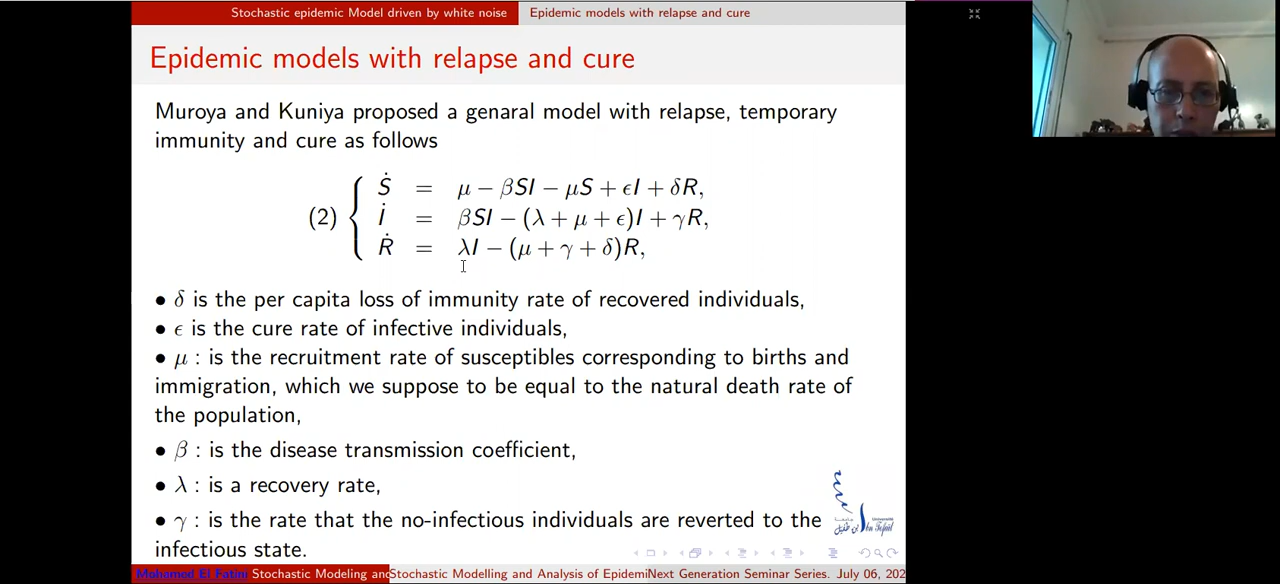 Stochastic epidemic Model driven by white noise Epidemic models with relapse and cure
Epidemic models with relapse and cure
Muroya and Kuniya proposed a genaral model with relapse, temporary
immunity and cure as follows
Ṡ = μ − βSI − μS + ϵI + δR,
(2) İ = βSI − (λ + μ + ϵ)I + γR,
Ṙ = λI − (μ + γ + δ)R,
• δ is the per capita loss of immunity rate of recovered individuals,
• ϵ is the cure rate of infective individuals,
• μ : is the recruitment rate of susceptibles corresponding to births and
immigration, which we suppose to be equal to the natural death rate of
the population,
• β : is the disease transmission coefficient,
• λ : is a recovery rate,
• γ : is the rate that the no-infectious individuals are reverted to the
infectious state.
Mohamed El Fatini Stochastic Modeling and Stochastic Modelling and Analysis of Epidemi Next Generation Seminar Series. July 06, 202